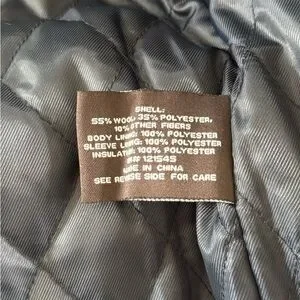 SHELL:
55% WOOL, 35% POLYESTER,
10% OTHER FIBERS
BODY LINING: 100% POLYESTER
SLEEVE LINING: 100% POLYESTER
INSULATING: 100% POLYESTER
121545
MADE IN CHINA
SEE REVERSE SIDE FOR CARE